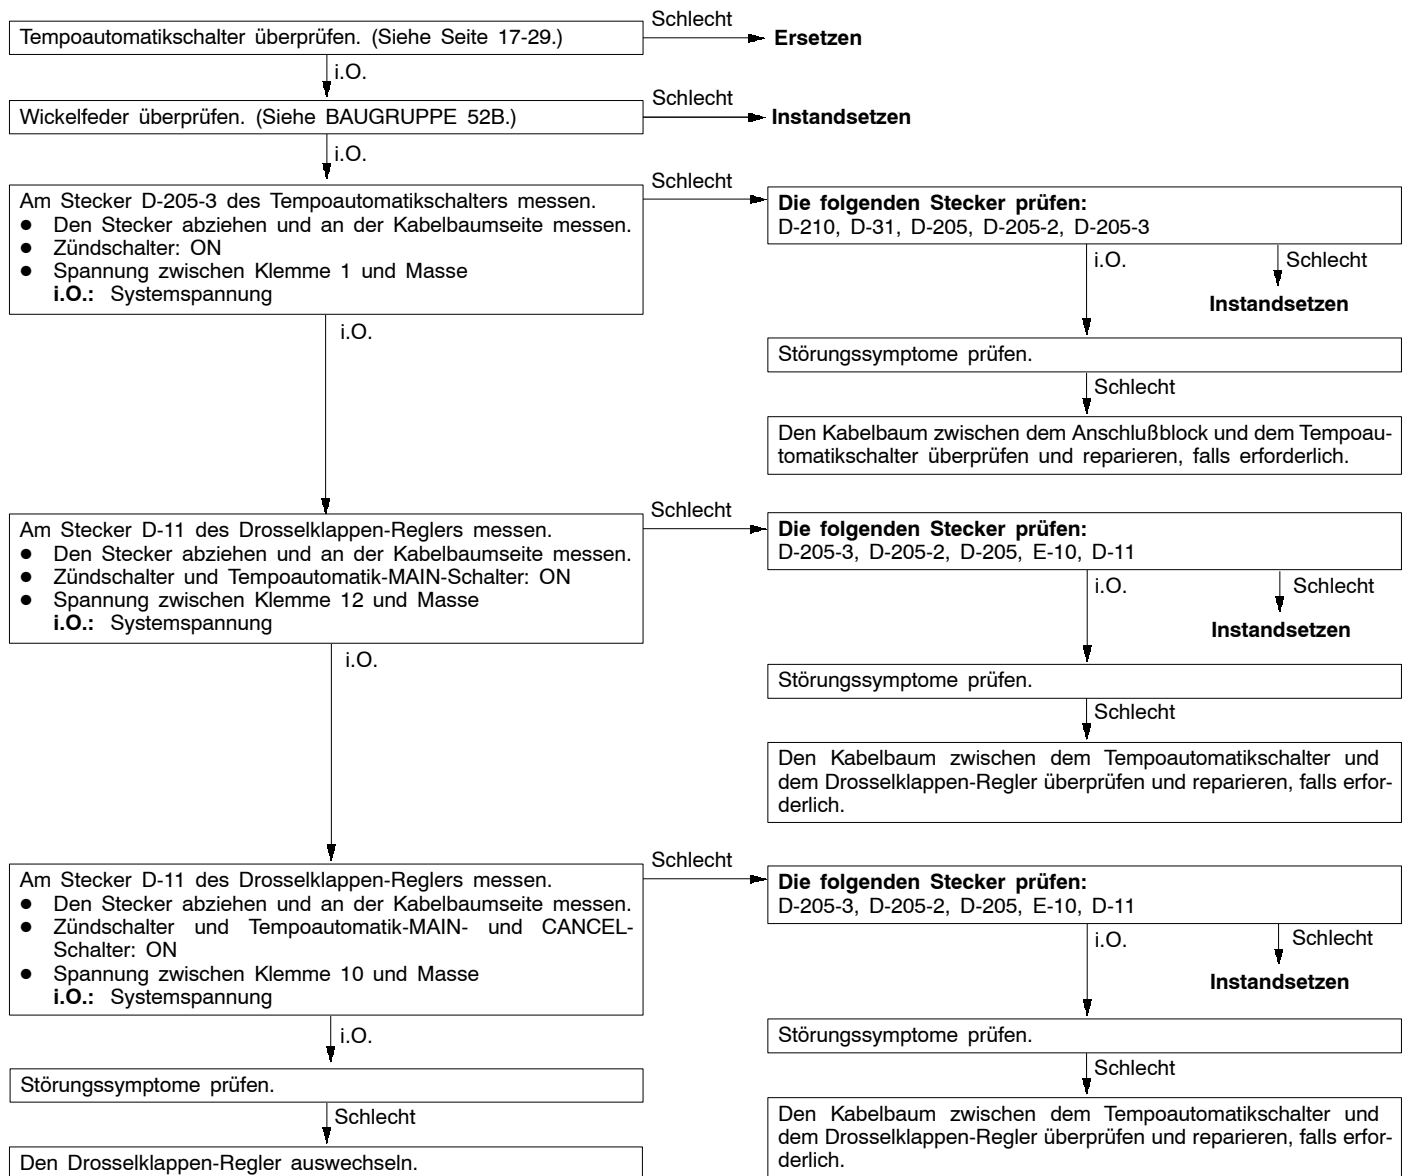 Tempoautomatikschalter überprüfen. (Siehe Seite 17-29.)
Schlecht
Ersetzen
i.O.
Wickelfeder überprüfen. (Siehe BAUGRUPPE 52B.)
Schlecht
Instandsetzen
i.O.
Am Stecker D-205-3 des Tempoautomatikschalters messen.
● Den Stecker abziehen und an der Kabelbaumseite messen.
● Zündschalter: ON
● Spannung zwischen Klemme 1 und Masse
i.O.: Systemspannung
Schlecht
Die folgenden Stecker prüfen:
D-210, D-31, D-205, D-205-2, D-205-3
i.O.
Schlecht
Instandsetzen
Störungssymptome prüfen.
Schlecht
Den Kabelbaum zwischen dem Anschlußblock und dem Tempoau-
tomatikschalter überprüfen und reparieren, falls erforderlich.
i.O.
Am Stecker D-11 des Drosselklappen-Reglers messen.
● Den Stecker abziehen und an der Kabelbaumseite messen.
● Zündschalter und Tempoautomatik-MAIN-Schalter: ON
● Spannung zwischen Klemme 12 und Masse
i.O.: Systemspannung
Schlecht
Die folgenden Stecker prüfen:
D-205-3, D-205-2, D-205, E-10, D-11
i.O.
Schlecht
Instandsetzen
Störungssymptome prüfen.
Schlecht
Den Kabelbaum zwischen dem Tempoautomatikschalter und
dem Drosselklappen-Regler überprüfen und reparieren, falls erfor-
derlich.
i.O.
Am Stecker D-11 des Drosselklappen-Reglers messen.
● Den Stecker abziehen und an der Kabelbaumseite messen.
● Zündschalter und Tempoautomatik-MAIN- und CANCEL-
Schalter: ON
● Spannung zwischen Klemme 10 und Masse
i.O.: Systemspannung
Schlecht
Die folgenden Stecker prüfen:
D-205-3, D-205-2, D-205, E-10, D-11
i.O.
Schlecht
Instandsetzen
Störungssymptome prüfen.
Schlecht
Den Kabelbaum zwischen dem Tempoautomatikschalter und
dem Drosselklappen-Regler überprüfen und reparieren, falls erfor-
derlich.
i.O.
Störungssymptome prüfen.
Schlecht
Den Drosselklappen-Regler auswechseln.